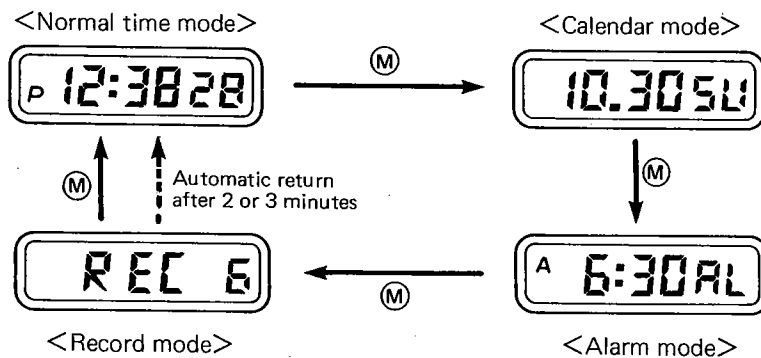 <Normal time mode>
<Calendar mode>
P 12:38 28
M
10.30 SU
M
Automatic return
after 2 or 3 minutes
M
REC 6
M
A 6:30 AL
<Record mode>
<Alarm mode>